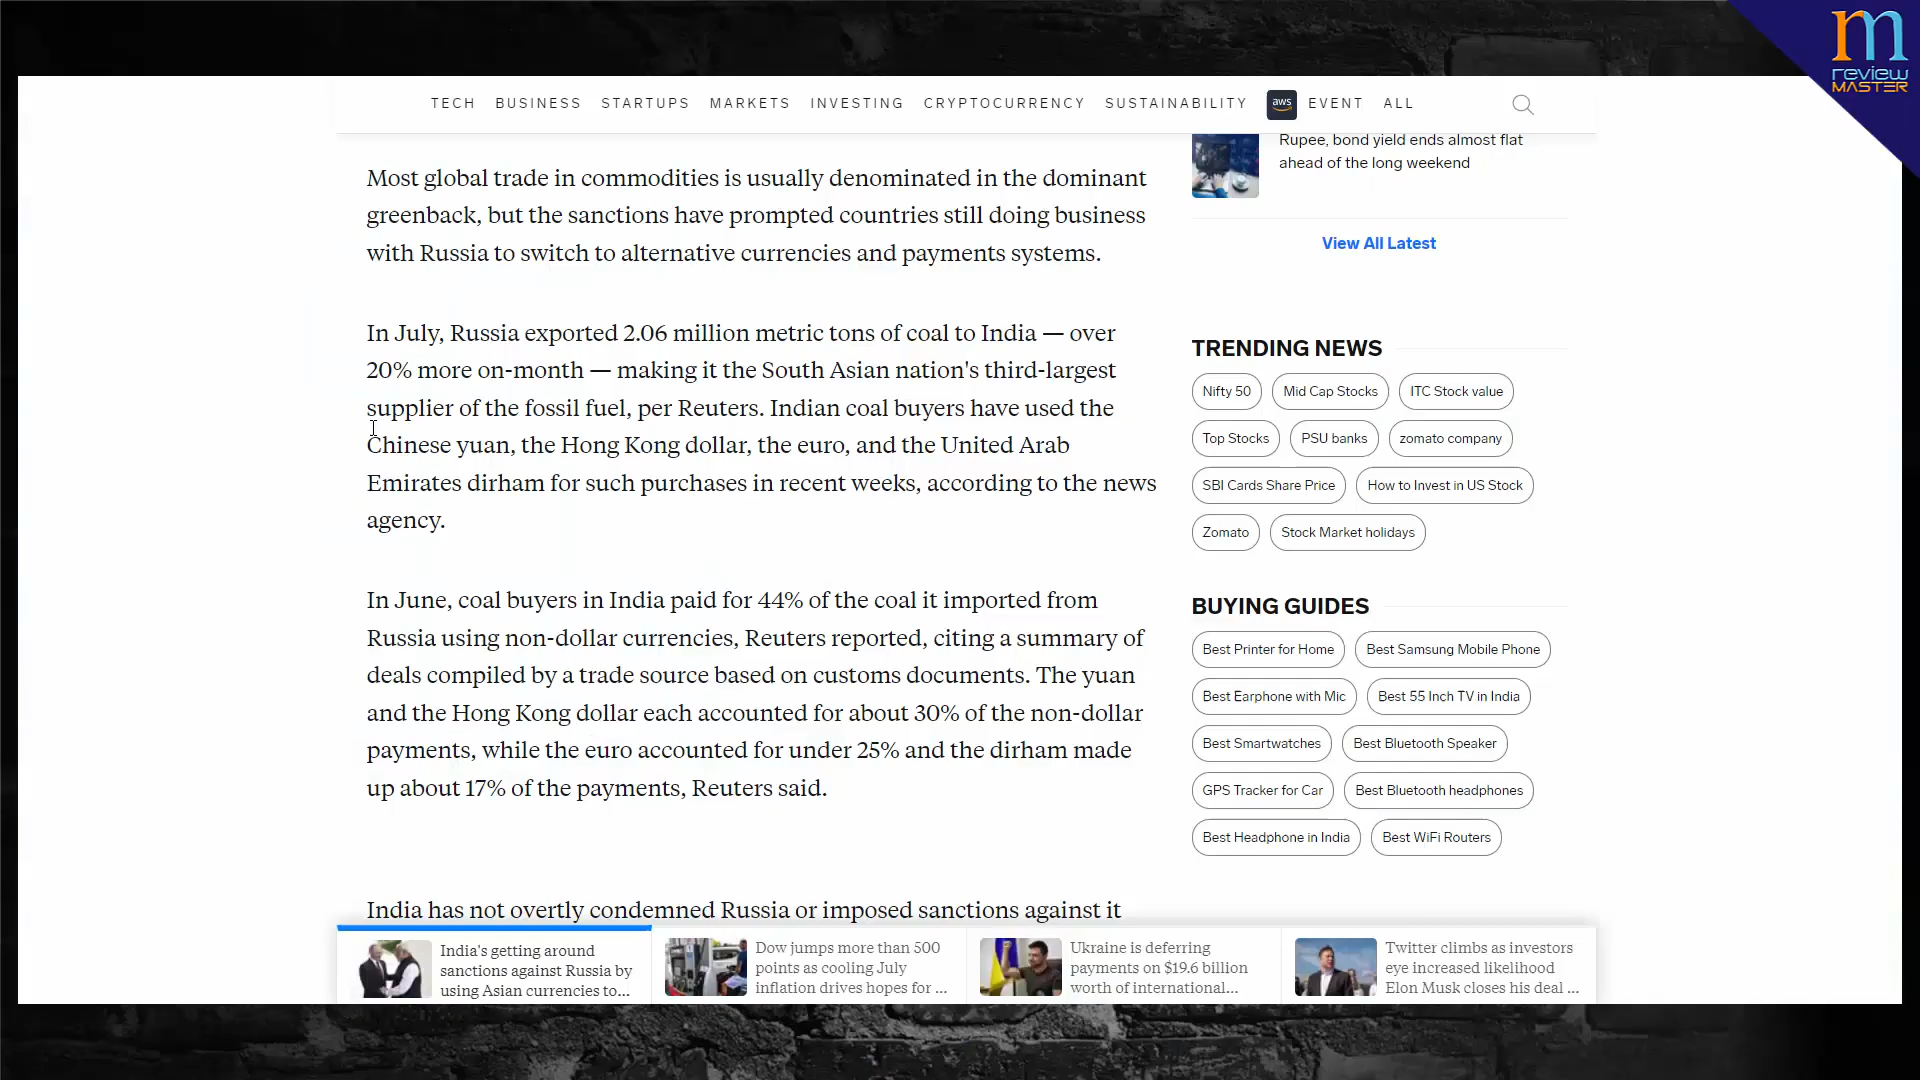 m
review
MASTER
TECH BUSINESS STARTUPS MARKETS INVESTING CRYPTOCURRENCY SUSTAINABILITY aws EVENT ALL
Most global trade in commodities is usually denominated in the dominant
greenback, but the sanctions have prompted countries still doing business
with Russia to switch to alternative currencies and payments systems.
In July, Russia exported 2.06 million metric tons of coal to India — over
20% more on-month — making it the South Asian nation's third-largest
supplier of the fossil fuel, per Reuters. Indian coal buyers have used the
Chinese yuan, the Hong Kong dollar, the euro, and the United Arab
Emirates dirham for such purchases in recent weeks, according to the news
agency.
In June, coal buyers in India paid for 44% of the coal it imported from
Russia using non-dollar currencies, Reuters reported, citing a summary of
deals compiled by a trade source based on customs documents. The yuan
and the Hong Kong dollar each accounted for about 30% of the non-dollar
payments, while the euro accounted for under 25% and the dirham made
up about 17% of the payments, Reuters said.
India has not overtly condemned Russia or imposed sanctions against it
Rupee, bond yield ends almost flat
ahead of the long weekend
View All Latest
TRENDING NEWS
Nifty 50 Mid Cap Stocks ITC Stock value
Top Stocks PSU banks zomato company
SBI Cards Share Price How to Invest in US Stock
Zomato Stock Market holidays
BUYING GUIDES
Best Printer for Home Best Samsung Mobile Phone
Best Earphone with Mic Best 55 Inch TV in India
Best Smartwatches Best Bluetooth Speaker
GPS Tracker for Car Best Bluetooth headphones
Best Headphone in India Best WiFi Routers
India's getting around
sanctions against Russia by
using Asian currencies to...
Dow jumps more than 500
points as cooling July
inflation drives hopes for ...
Ukraine is deferring
payments on $19.6 billion
worth of international...
Twitter climbs as investors
eye increased likelihood
Elon Musk closes his deal ...